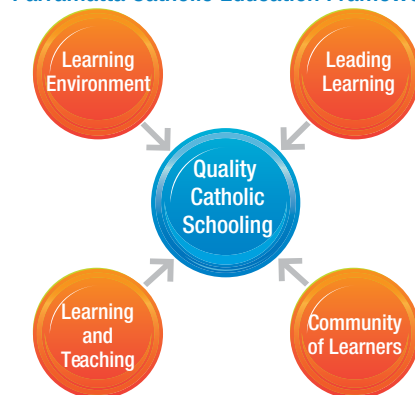 Learning
Environment
Leading
Learning
Quality
Catholic
Schooling
Learning
and
Teaching
Community
of Learners